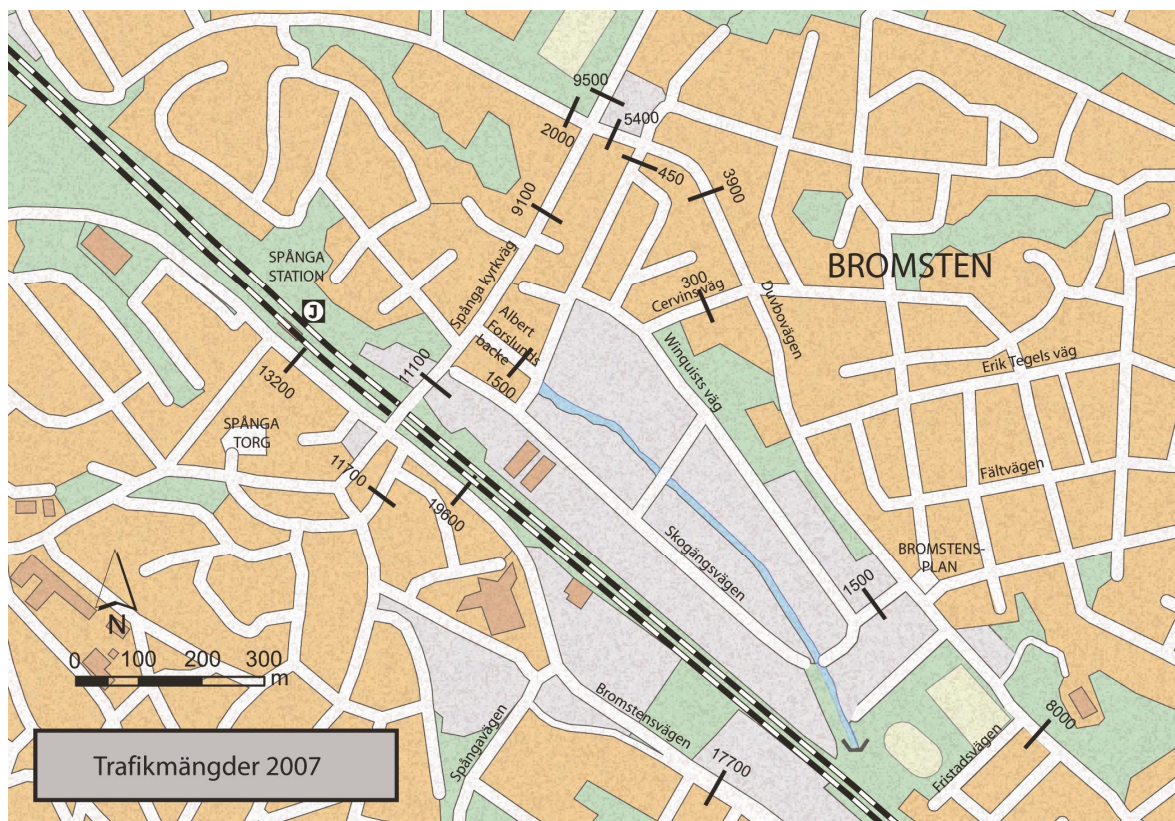 9500
5400
2000
450
3900
9100
SPÅNGA
STATION
J
Spånga kyrkväg
BROMSTEN
300
Cervins väg
Duvbovägen
Albert
Forslunds
backe
1500
11100
13200
Winquists väg
Erik Tegels väg
SPÅNGA
TORG
11700
19600
Fältvägen
Skogängsvägen
BROMSTENS-
PLAN
1500
N
0 100 200 300
m
Bromstensvägen
Spångavägen
8000
Fristadsvägen
17700
Trafikmängder 2007